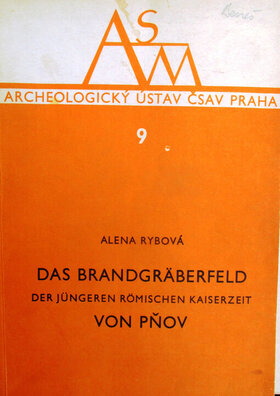 ASM
ARCHEOLOGICKÝ ÚSTAV ČSAV PRAHA
9
ALENA RYBOVÁ
DAS BRANDGRÄBERFELD
DER JÜNGEREN RÖMISCHEN KAISERZEIT
VON PŇOV